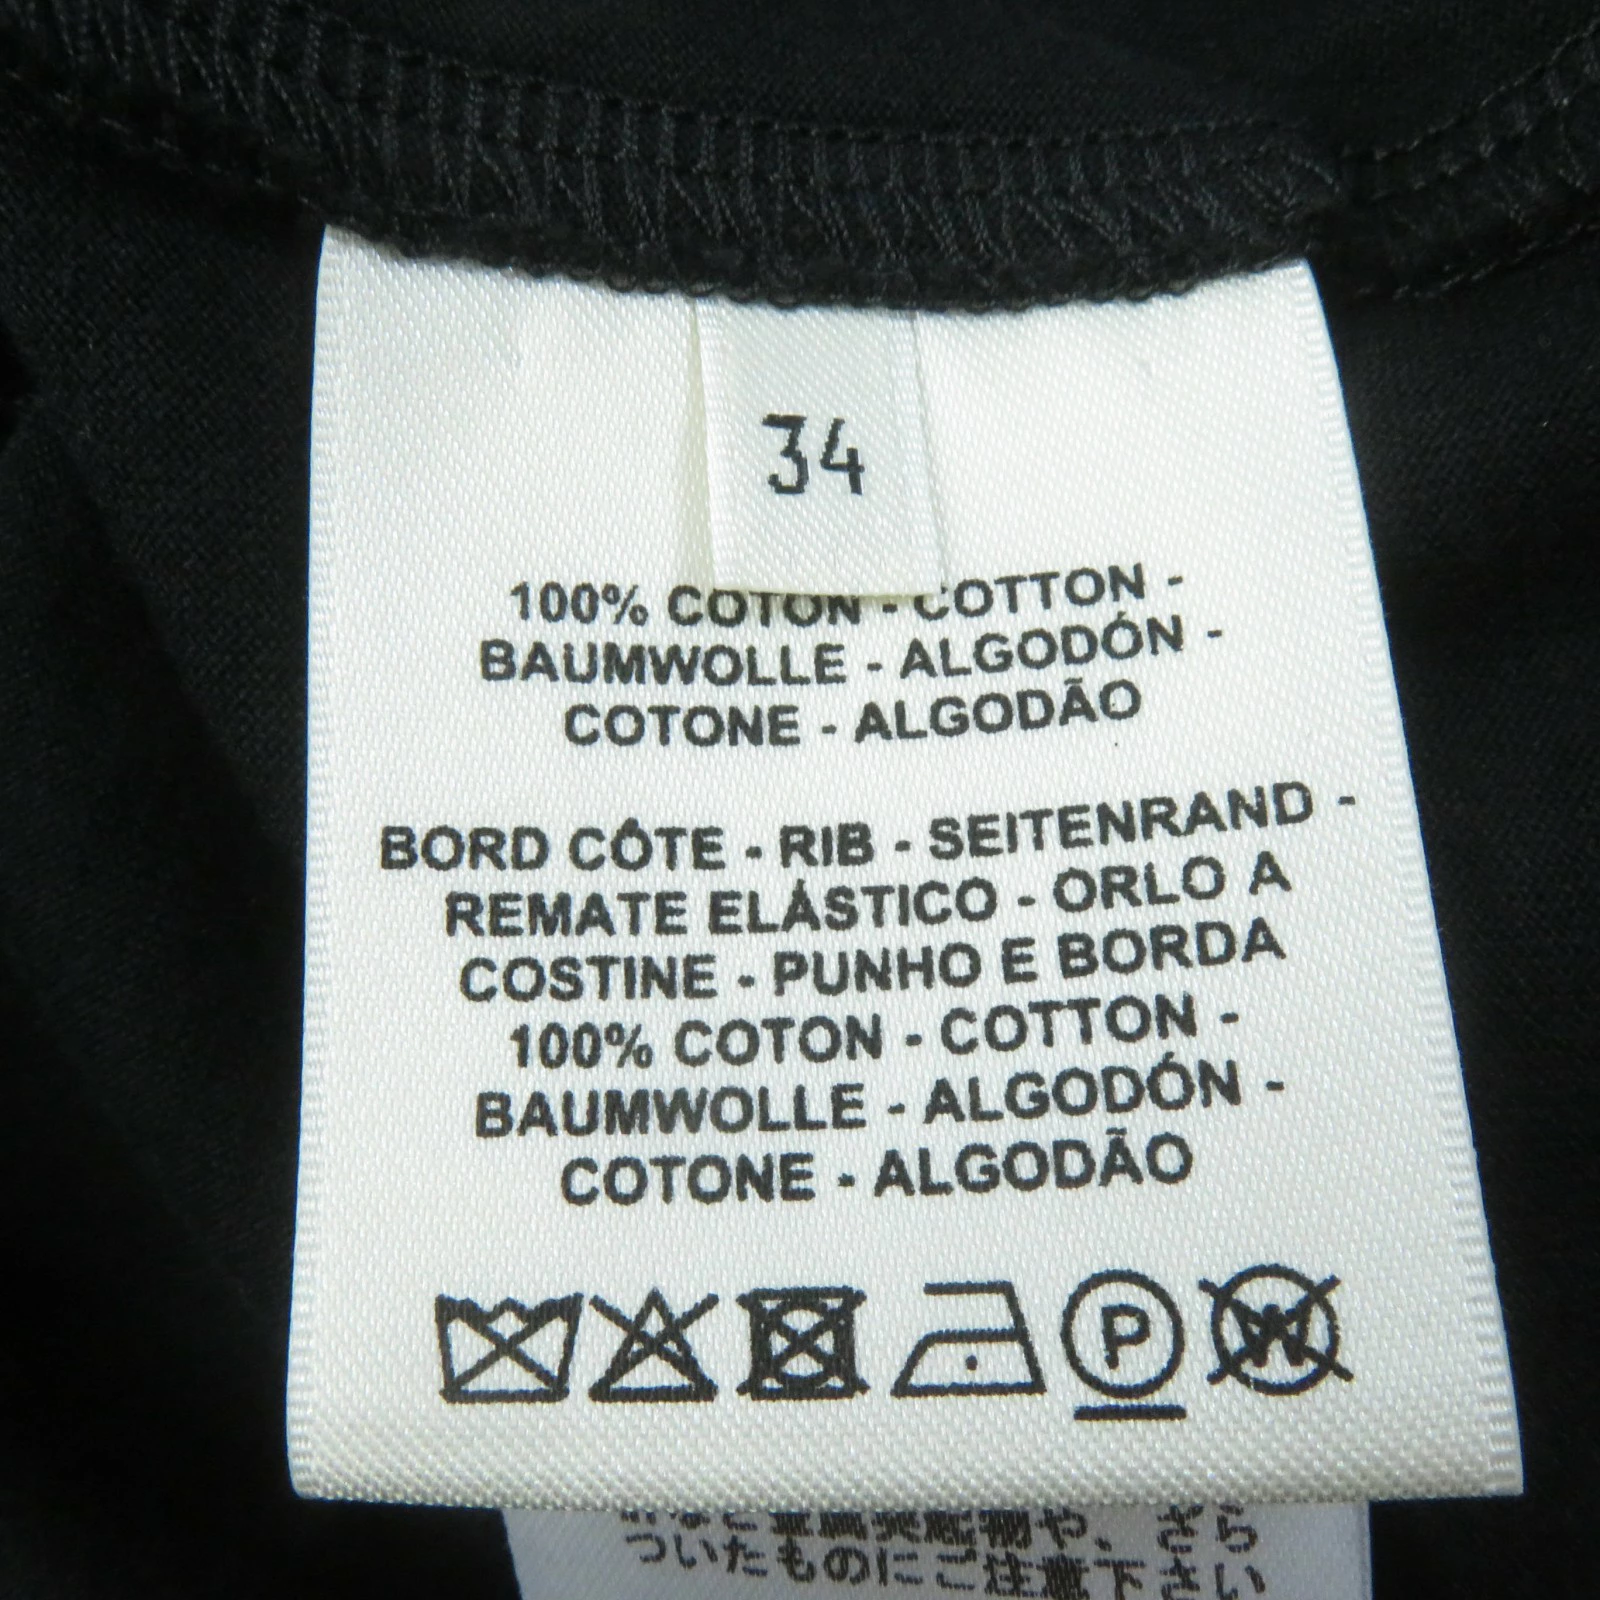 34
100% COTON - COTTON -
BAUMWOLLE - ALGODÓN -
COTONE - ALGODÃO
BORD CÔTE - RIB - SEITENRAND -
REMATE ELÁSTICO - ORLO A
COSTINE - PUNHO E BORDA
100% COTON - COTTON -
BAUMWOLLE - ALGODÓN -
COTONE - ALGODÃO
P
W
ついたものにご注意下さい